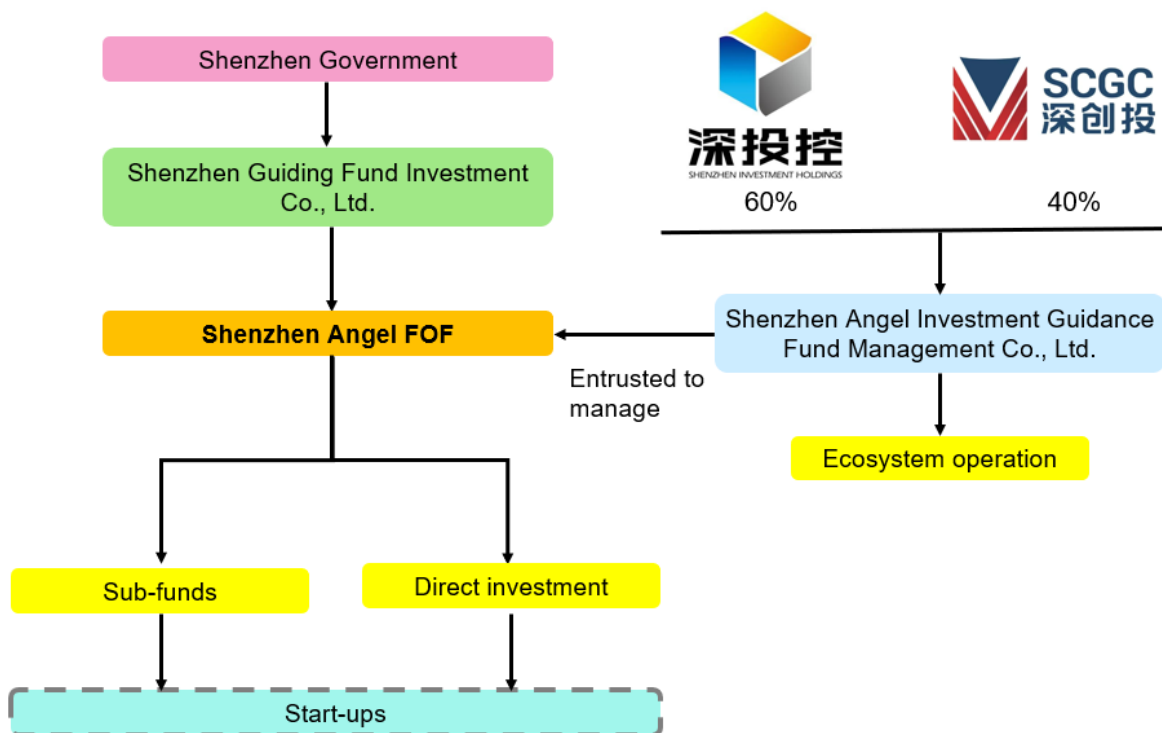 Shenzhen Government
Shenzhen Guiding Fund Investment
Co., Ltd.
Shenzhen Angel FOF
Sub-funds
Direct investment
Start-ups
深投控
SHENZHEN INVESTMENT HOLDINGS
SCGC
深创投
60%
40%
Shenzhen Angel Investment Guidance
Fund Management Co., Ltd.
Entrusted to
manage
Ecosystem operation